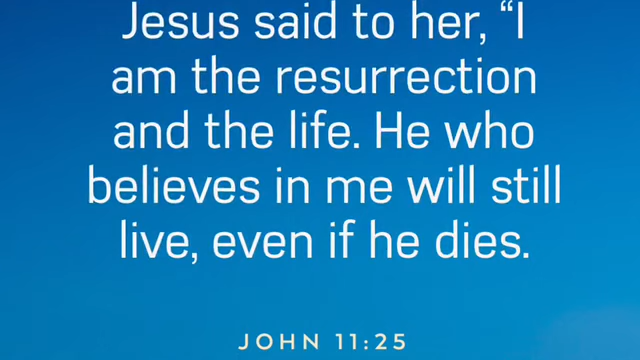 Jesus said to her, “I
am the resurrection
and the life. He who
believes in me will still
live, even if he dies.
JOHN 11:25